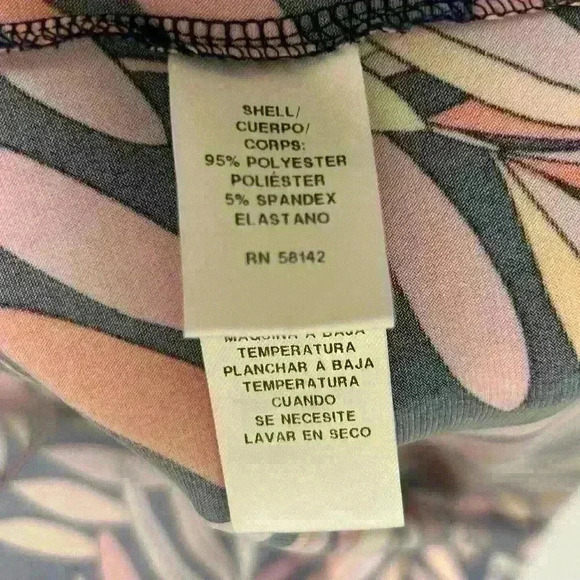 SHELL/
CUERPO/
CORPS:
95% POLYESTER
POLIÉSTER
5% SPANDEX
ELASTANO
RN 58142
MAQUINA A BAJA
TEMPERATURA
PLANCHAR A BAJA
TEMPERATURA
CUANDO
SE NECESITE
LAVAR EN SECO